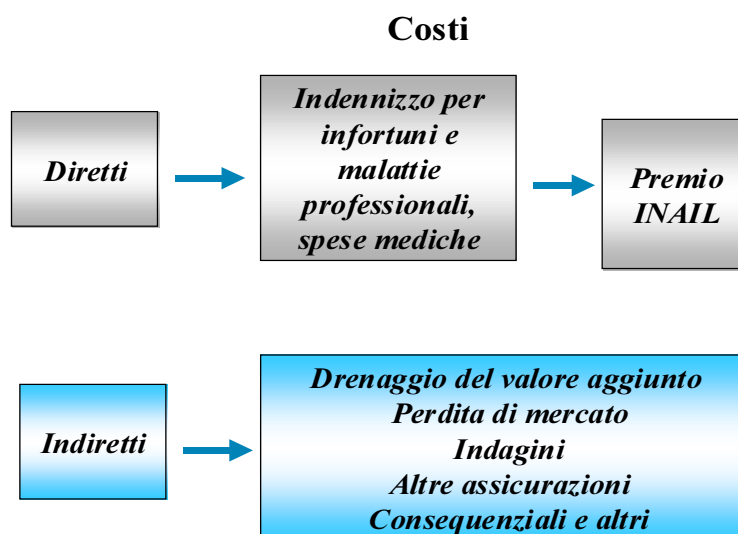 Costi
Diretti
Indennizzo per
infortuni e
malattie
professionali,
spese mediche
Premio
INAIL
Indiretti
Drenaggio del valore aggiunto
Perdita di mercato
Indagini
Altre assicurazioni
Consequenziali e altri